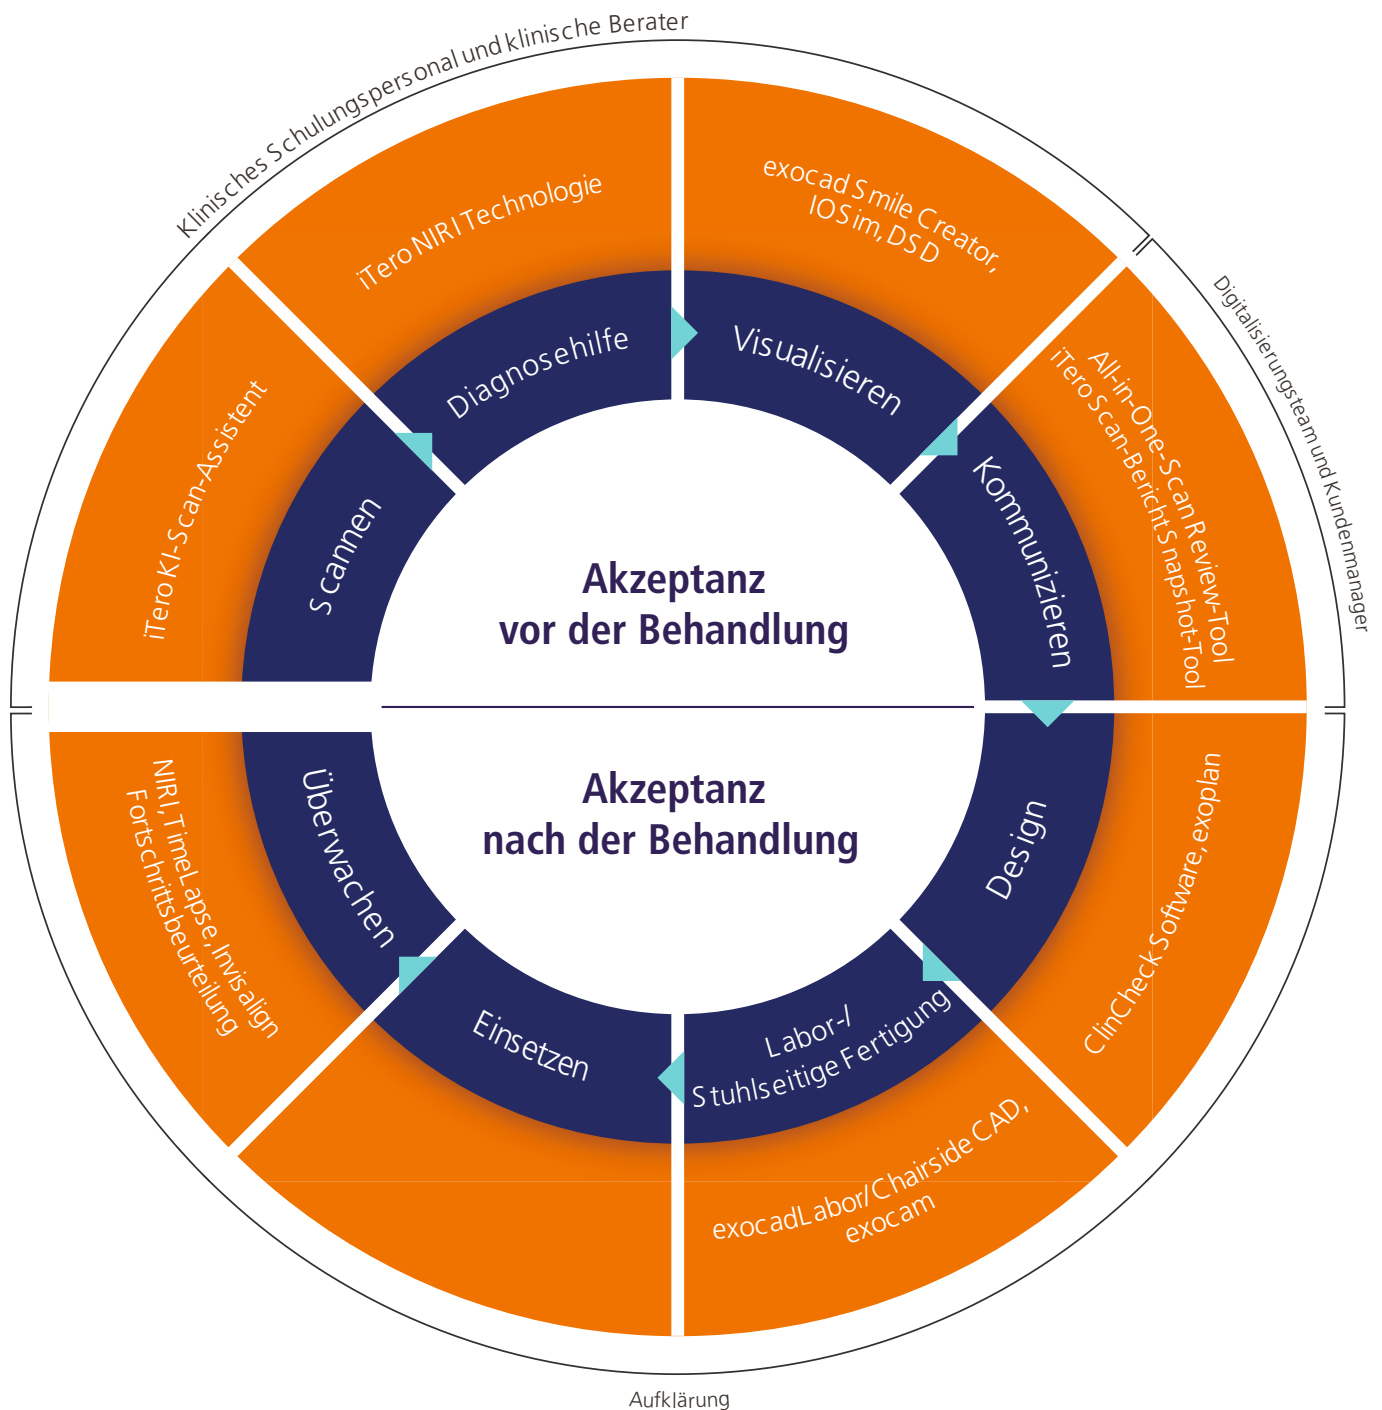 Klinisches Schulungspersonal und klinische Berater
Digitalisierungsteam und Kundenmanager
iTero KI-Scan-Assistent
iTero NIRI Technologie
exocad Smile Creator,
IOSim, DSD
All-in-One-Scan Review-Tool
iTero Scan-Bericht Snapshot-Tool
Scannen
Diagnosehilfe
Visualisieren
Kommunizieren
Akzeptanz
vor der Behandlung
Akzeptanz
nach der Behandlung
Design
Labor-/
Stuhlseitige Fertigung
Einsetzen
Überwachen
ClinCheck Software, exoplan
exocad Labor/Chairside CAD,
exocam
NIRI, TimeLapse, Invisalign
Fortschrittsbeurteilung
Aufklärung